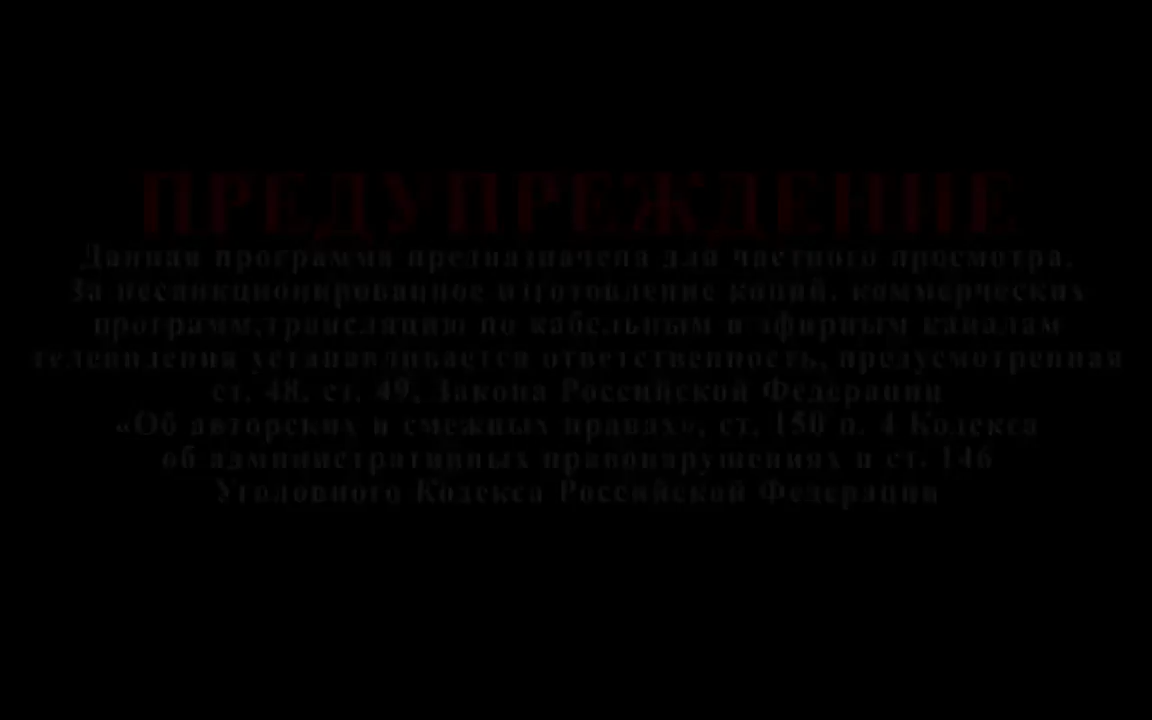 ПРЕДУПРЕЖДЕНИЕ
Данная программа предназначена для частного просмотра.
За несанкционированное изготовление копий, коммерческих
программ,трансляцию по кабельным и эфирным каналам
телевидения устанавливается ответственность, предусмотренная
ст. 48, ст. 49, Закона Российской Федерации
«Об авторских и смежных правах», ст. 150 п. 4 Кодекса
об административных правонарушениях и ст. 146
Уголовного Кодекса Российской Федерации